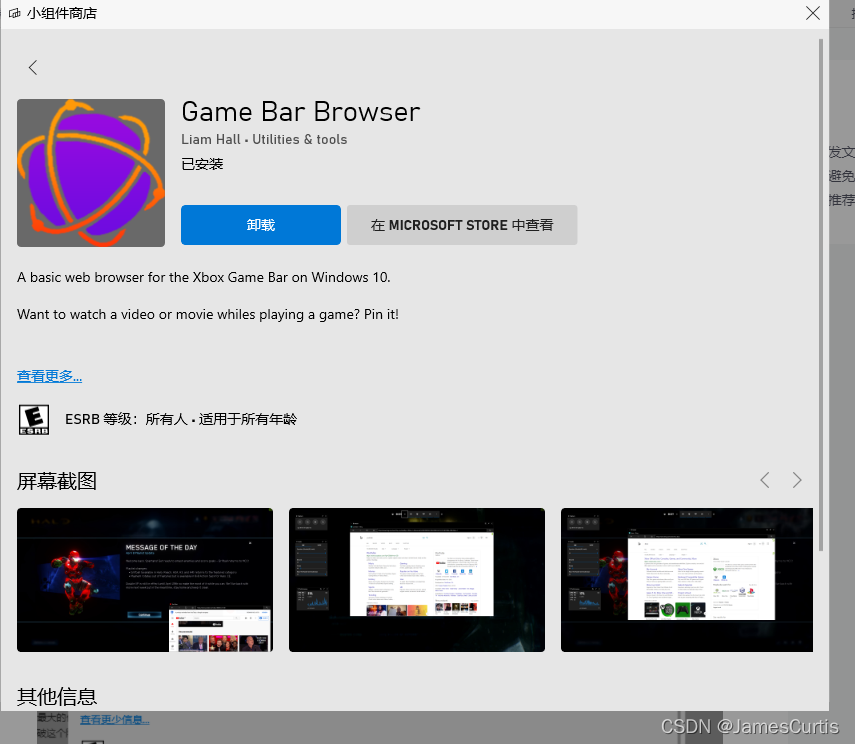 小组件商店
Game Bar Browser
Liam Hall • Utilities & tools
已安装
卸载
在 MICROSOFT STORE 中查看
A basic web browser for the Xbox Game Bar on Windows 10.
Want to watch a video or movie whiles playing a game? Pin it!
查看更多...
E
ESRB
ESRB 等级：所有人 • 适用于所有年龄
屏幕截图
HALO
MESSAGE OF THE DAY
其他信息
查看更少信息...
发文
避免
推荐
CSDN @JamesCurtis